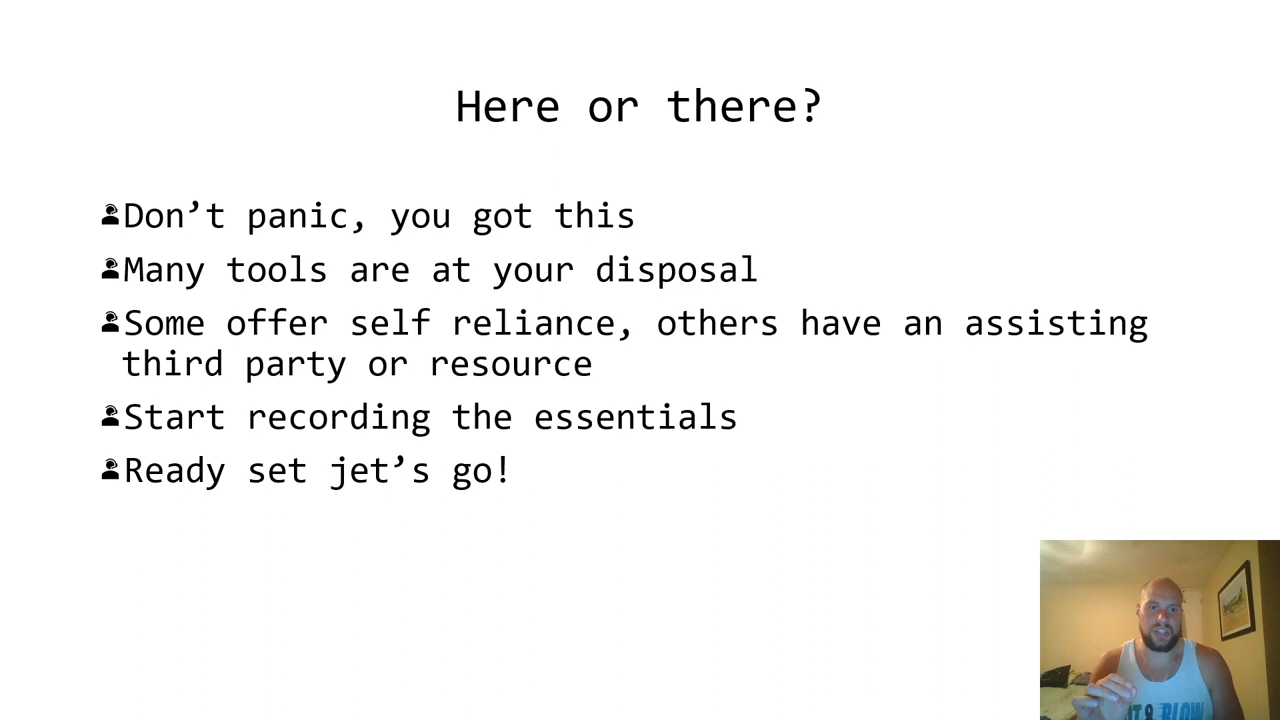 Here or there?
Don’t panic, you got this
Many tools are at your disposal
Some offer self reliance, others have an assisting
third party or resource
Start recording the essentials
Ready set jet’s go!
& BLOW